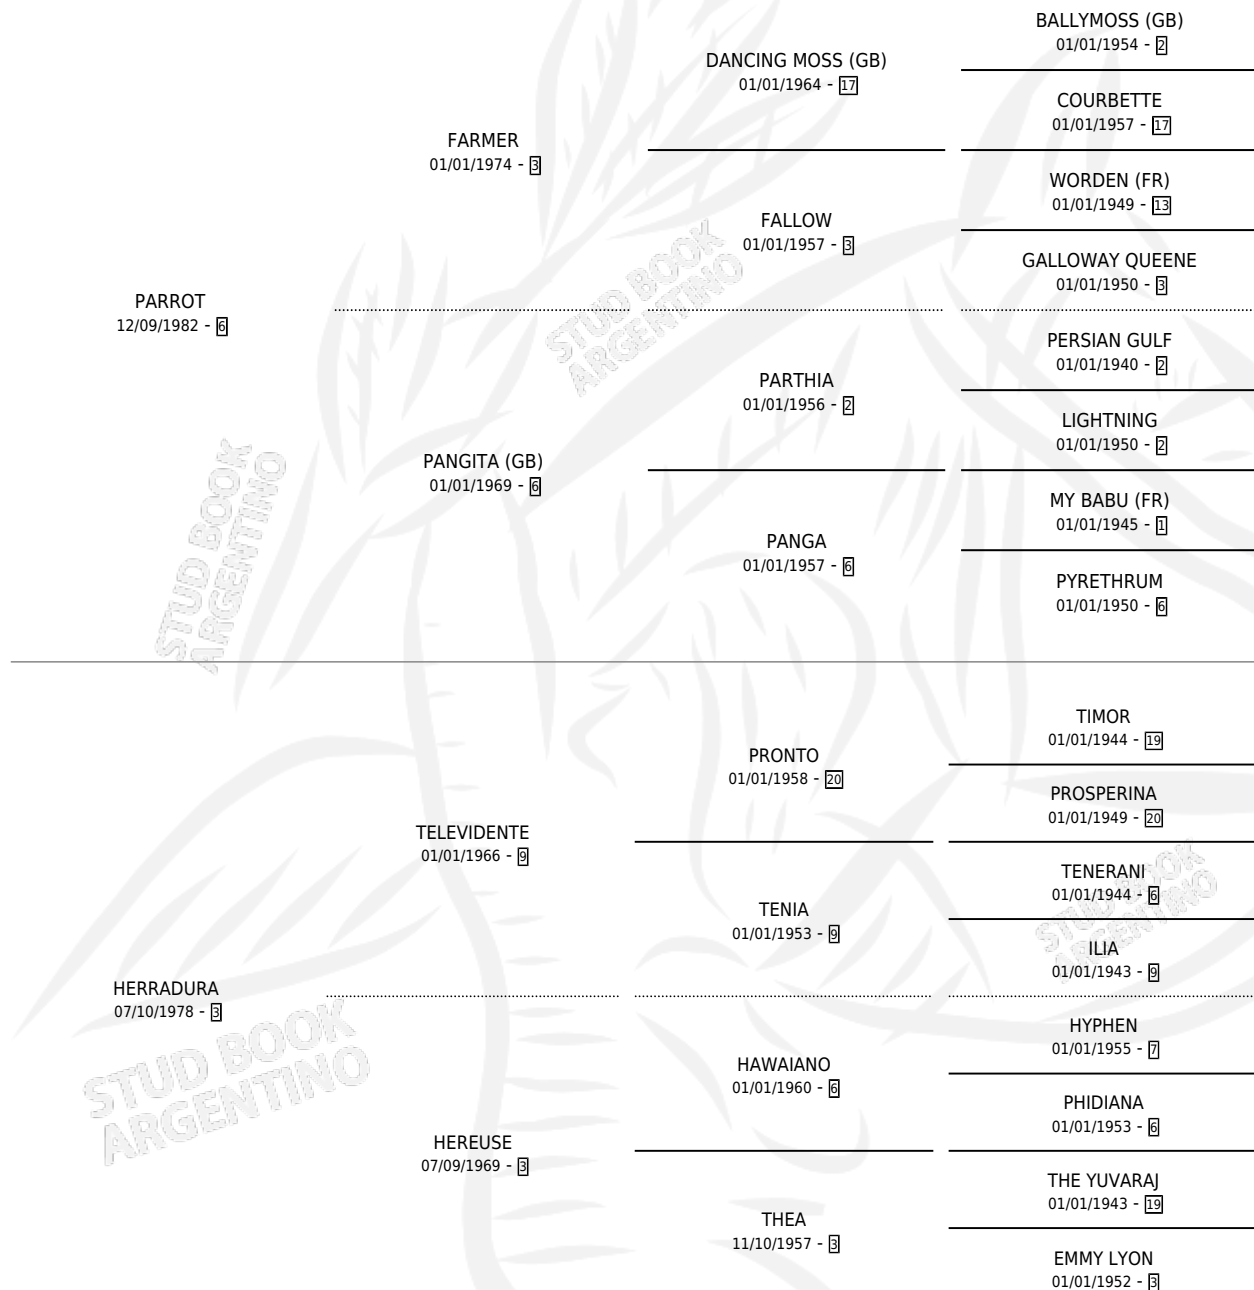 PARROT
12/09/1982 - 6
FARMER
01/01/1974 - 3
DANCING MOSS (GB)
01/01/1964 - 17
BALLYMOSS (GB)
01/01/1954 - 2
COURBETTE
01/01/1957 - 17
FALLOW
01/01/1957 - 3
WORDEN (FR)
01/01/1949 - 13
GALLOWAY QUEENE
01/01/1950 - 3
PANGITA (GB)
01/01/1969 - 6
PARTHIA
01/01/1956 - 2
PERSIAN GULF
01/01/1940 - 2
LIGHTNING
01/01/1950 - 2
PANGA
01/01/1957 - 6
MY BABU (FR)
01/01/1945 - 1
PYRETHRUM
01/01/1950 - 6
HERRADURA
07/10/1978 - 3
TELEVIDENTE
01/01/1966 - 9
PRONTO
01/01/1958 - 20
TIMOR
01/01/1944 - 19
PROSPERINA
01/01/1949 - 20
TENIA
01/01/1953 - 9
TENERANI
01/01/1944 - 6
ILIA
01/01/1943 - 9
HEREUSE
07/09/1969 - 3
HAWAIANO
01/01/1960 - 6
HYPHEN
01/01/1955 - 7
PHIDIANA
01/01/1953 - 6
THEA
11/10/1957 - 3
THE YUVARAJ
01/01/1943 - 19
EMMY LYON
01/01/1952 - 3
STUD BOOK
ARGENTINO
STUD BOOK
ARGENTINO
STUD BOOK
ARGENTINO
STUD BOOK
ARGENTINO